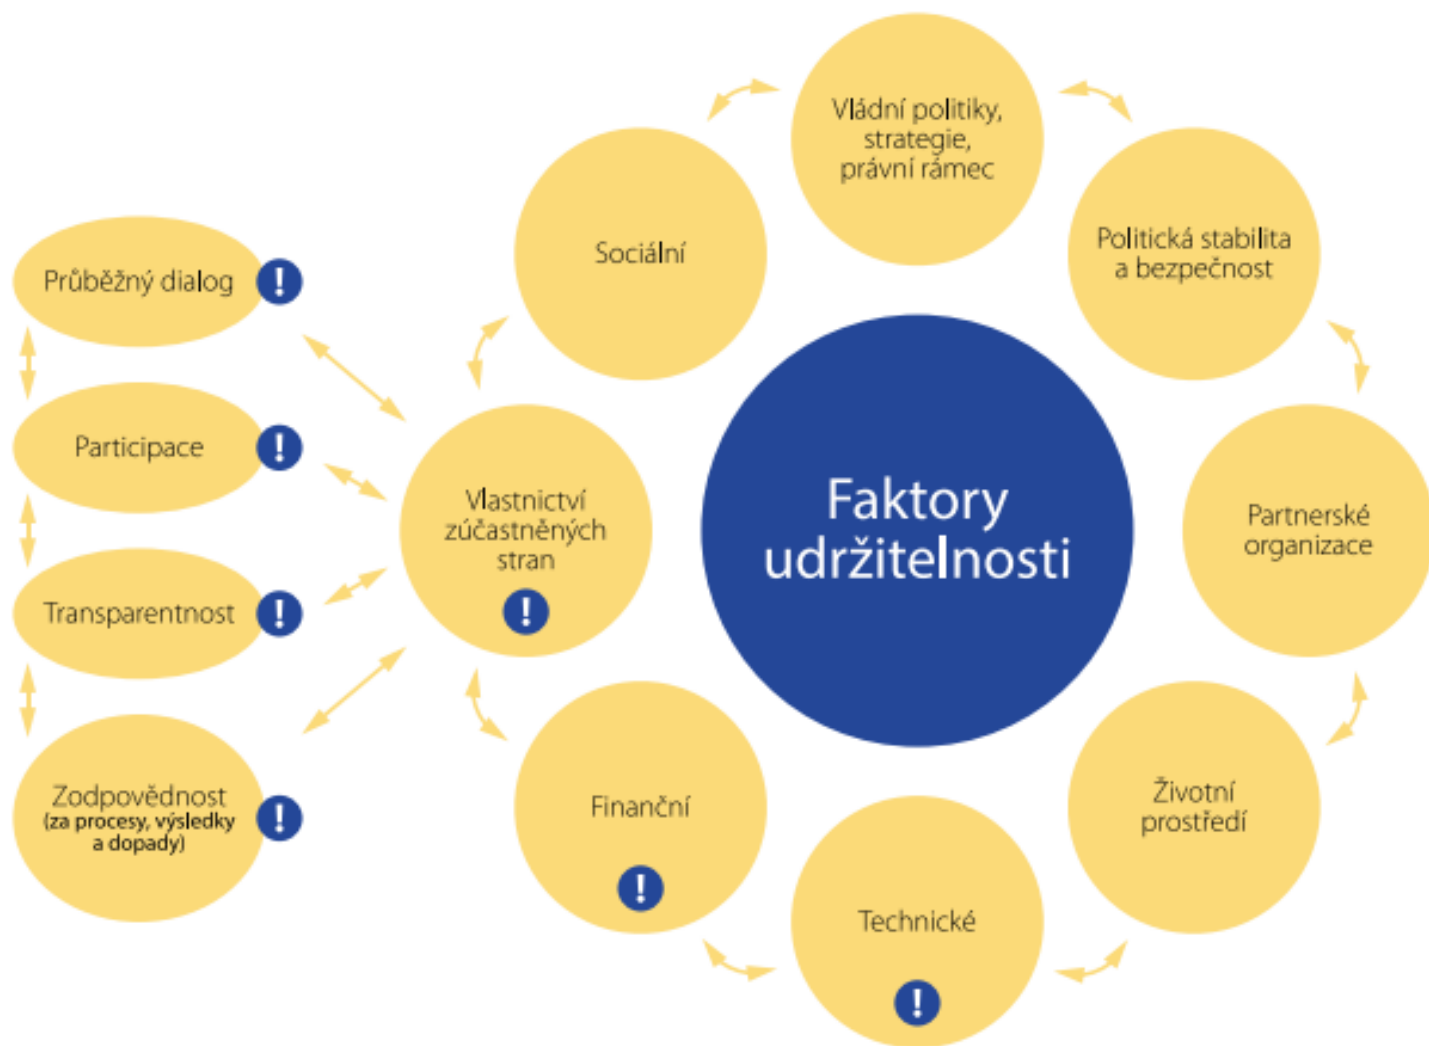 Vládní politiky,
strategie,
právní rámec
Sociální
Politická stabilita
a bezpečnost
Průběžný dialog
!
Participace
!
Vlastnictví
zúčastněných
stran
!
Faktory
udržitelnosti
Partnerské
organizace
Transparentnost
!
Zodpovědnost
(za procesy, výsledky
a dopady)
!
Finanční
!
Životní
prostředí
Technické
!